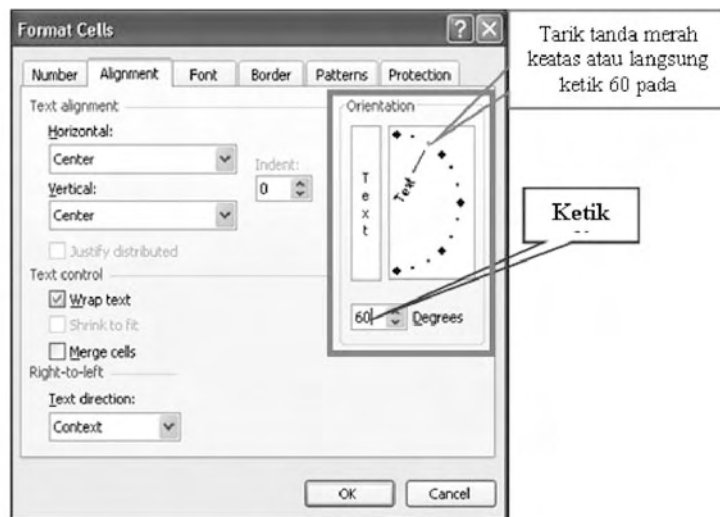 Format Cells
Number Alignment Font Border Patterns Protection
Text alignment
Horizontal:
Center
Indent:
0
Vertical:
Center
Justify distributed
Text control
Wrap text
Shrink to fit
Merge cells
Right-to-left
Text direction:
Context
Orientation
T
e
x
t
Text
60 Degrees
OK Cancel
Tarik tanda merah
keatas atau langsung
ketik 60 pada
Ketik